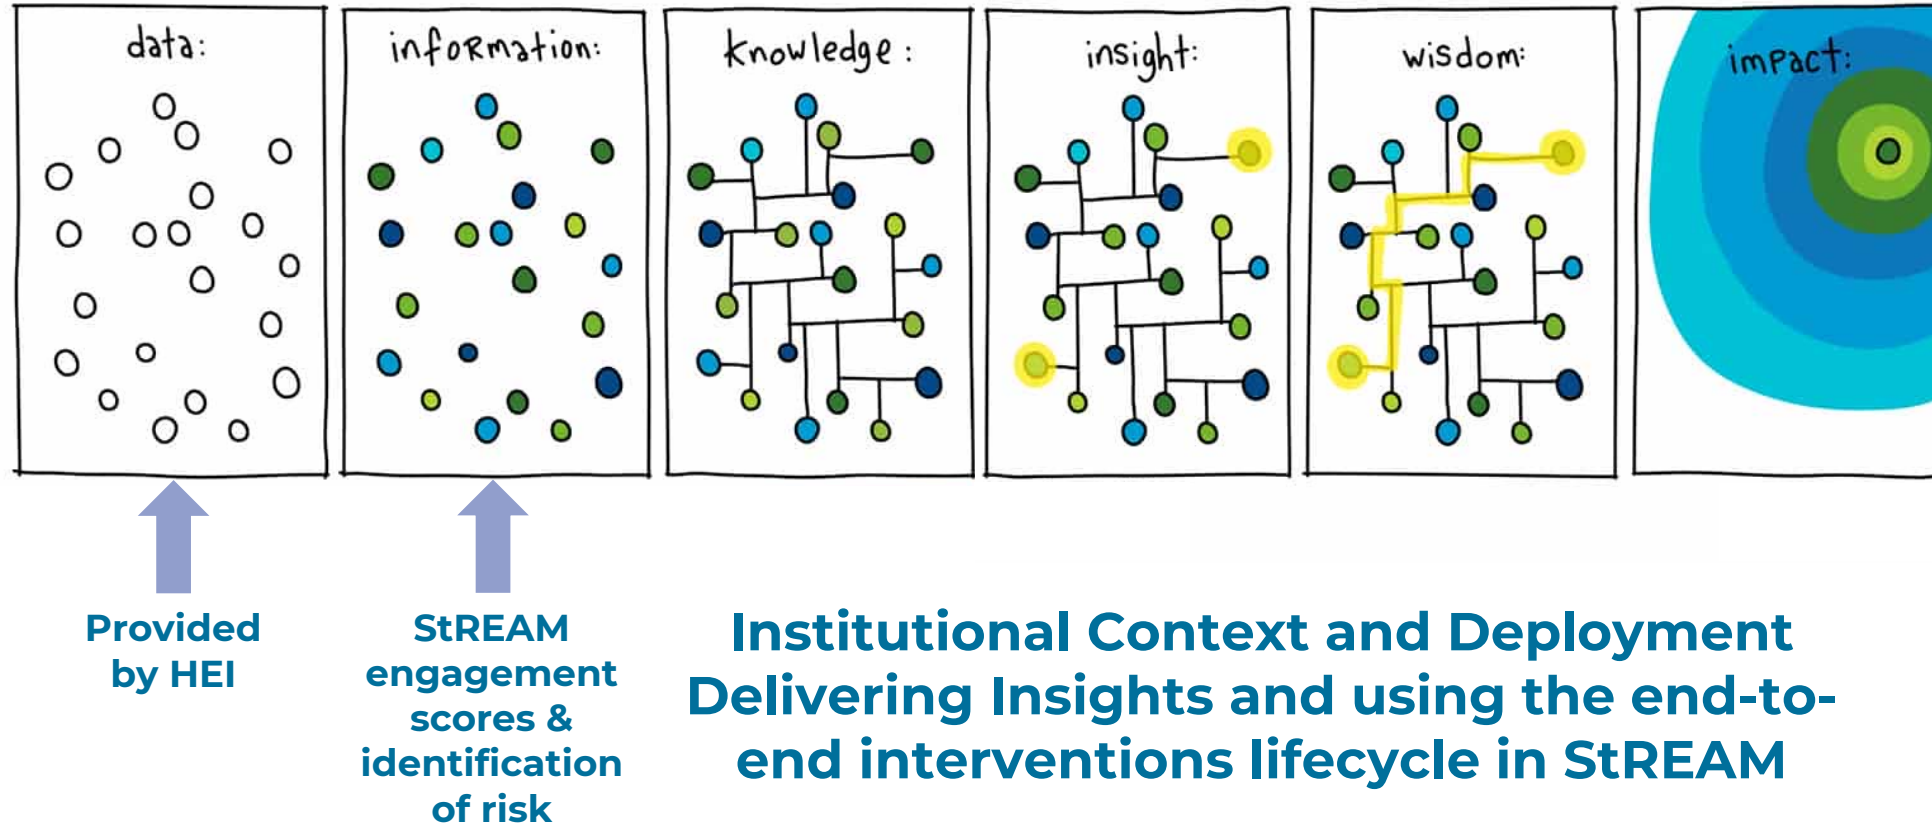 data:
information:
knowledge:
insight:
wisdom:
impact:
Provided
by HEI
StREAM
engagement
scores &
identification
of risk
Institutional Context and Deployment
Delivering Insights and using the end-to-
end interventions lifecycle in StREAM